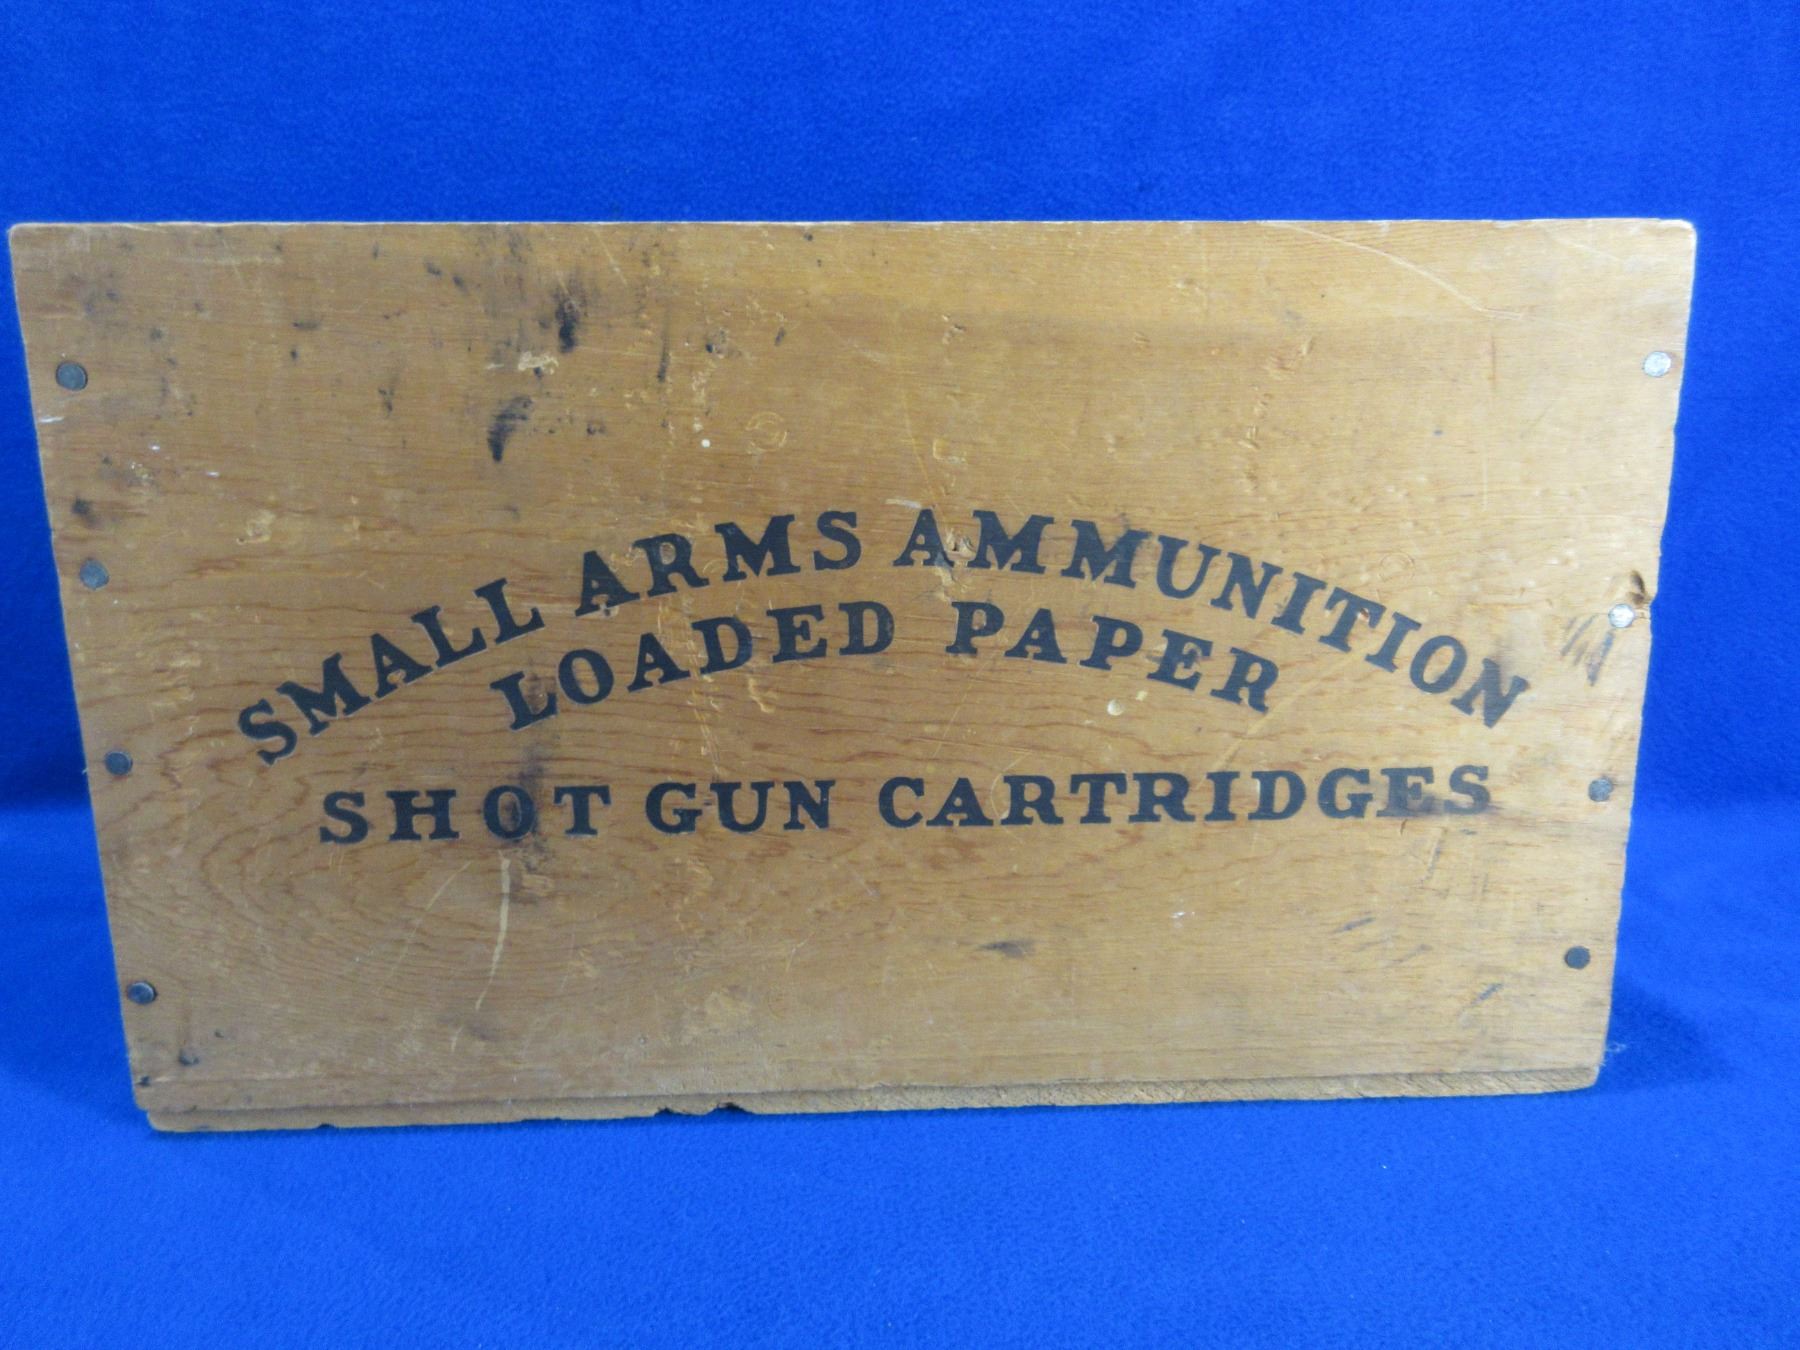 SMALL ARMS AMMUNITION
LOADED PAPER
SHOT GUN CARTRIDGES